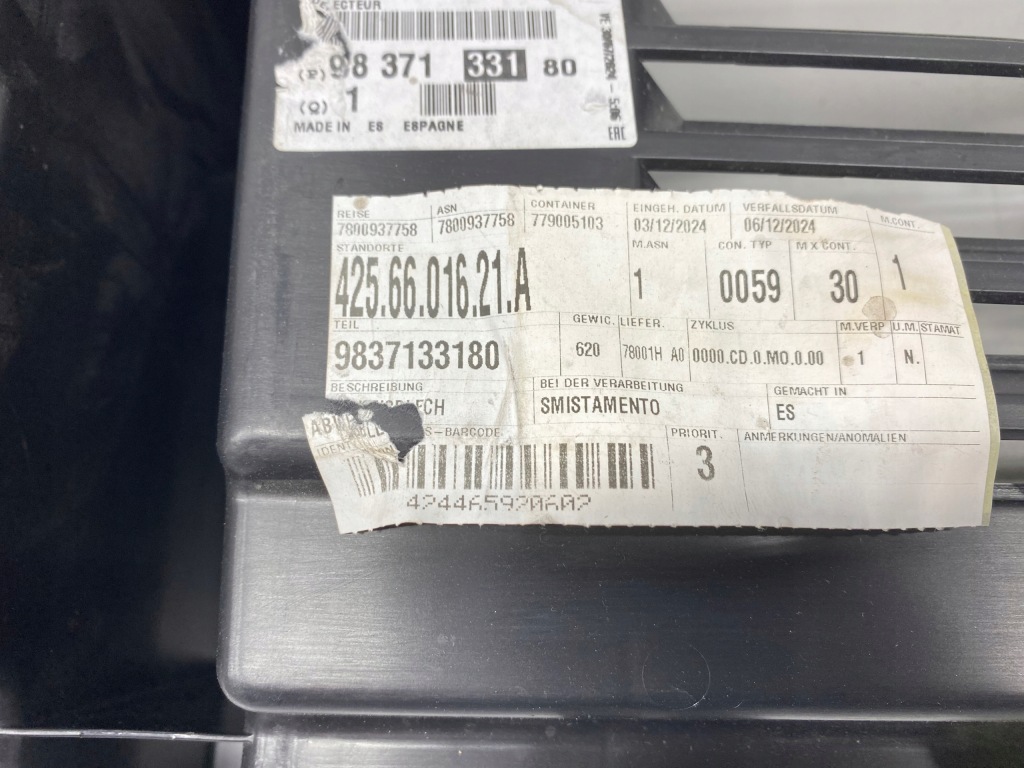 ECTEUR
(P) 98 371 331 80
(Q) 1
MADE IN ES ESPAGNE
EAC
REISE ASN CONTAINER EINGEH. DATUM VERFALLSDATUM M.CONT.
7800937758 7800937758 779005103 03/12/2024 06/12/2024
STANDORTE M.ASN CON. TYP M X CONT.
425.66.016.21.A 1 0059 30 1
TEIL GEWIC. LIEFER. ZYKLUS M.VERP U.M. STAMAT
9837133180 620 78001H A0 0000.CD.0.MO.0.00 1 N.
BESCHREIBUNG BEI DER VERARBEITUNG GEMACHT IN
SMISTAMENTO ES
S-BARCODE PRIORIT. ANMERKUNGEN/ANOMALIEN
3
424465920602